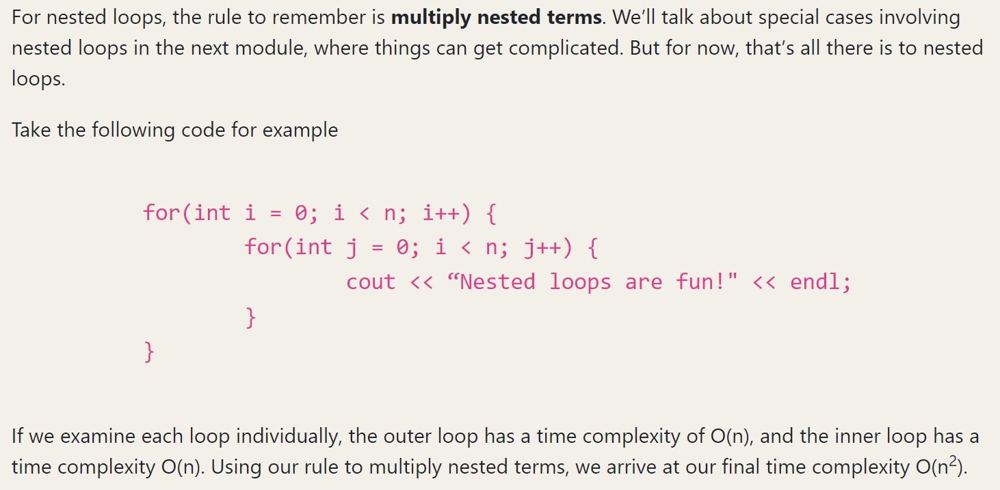 For nested loops, the rule to remember is multiply nested terms. We’ll talk about special cases involving
nested loops in the next module, where things can get complicated. But for now, that’s all there is to nested
loops.
Take the following code for example
for(int i = 0; i < n; i++) {
for(int j = 0; i < n; j++) {
cout << “Nested loops are fun!" << endl;
}
}
If we examine each loop individually, the outer loop has a time complexity of O(n), and the inner loop has a
time complexity O(n). Using our rule to multiply nested terms, we arrive at our final time complexity O(n²).